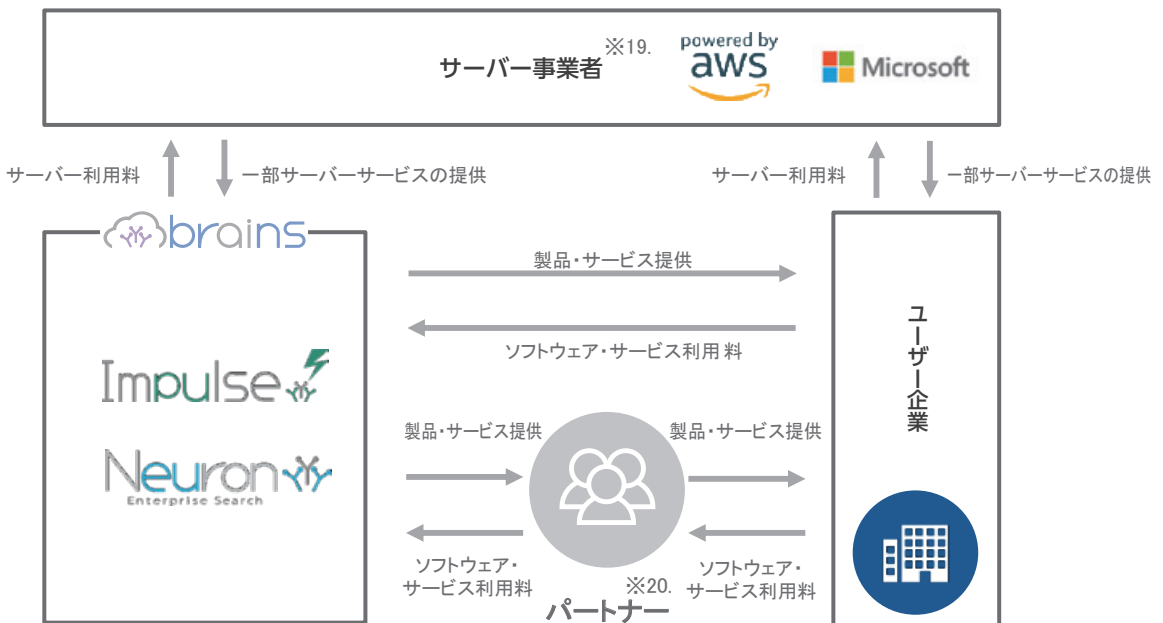 サーバー事業者※19.
powered by
aws
Microsoft
サーバー利用料
一部サーバーサービスの提供
サーバー利用料
一部サーバーサービスの提供
brains
製品・サービス提供
ソフトウェア・サービス利用料
Impulse
Neuron
Enterprise Search
ユーザー企業
製品・サービス提供
製品・サービス提供
ソフトウェア・
サービス利用料
※20.
パートナー
ソフトウェア・
サービス利用料